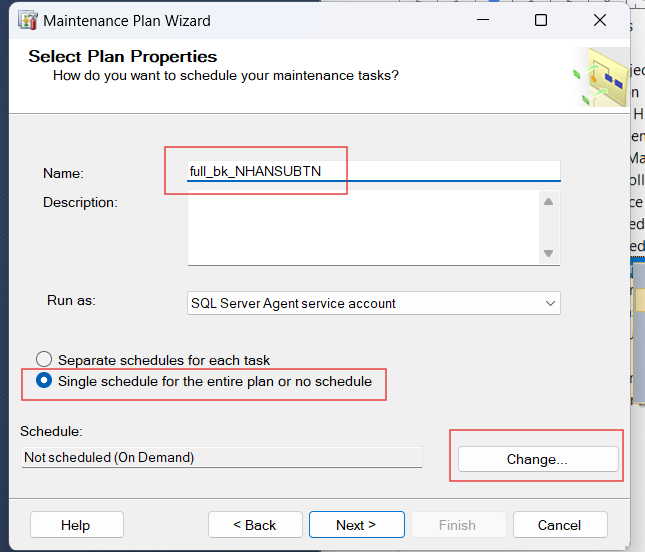 Maintenance Plan Wizard
Select Plan Properties
How do you want to schedule your maintenance tasks?
Name:
full_bk_NHANSUBTN
Description:
Run as:
SQL Server Agent service account
Separate schedules for each task
Single schedule for the entire plan or no schedule
Schedule:
Not scheduled (On Demand)
Change...
Help
< Back
Next >
Finish
Cancel